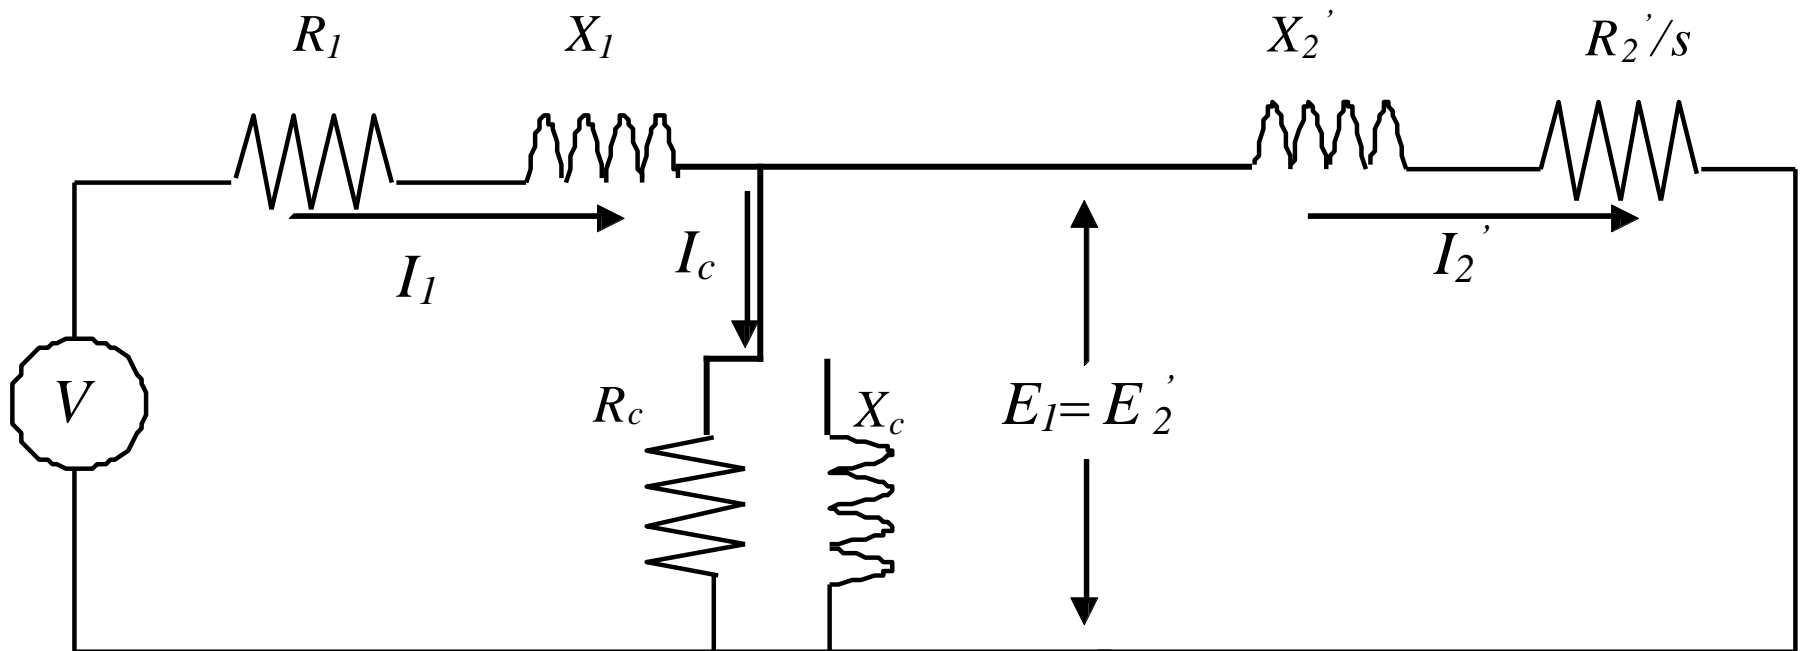 R1 X1 X2’ R2’/s
I1 Ic I2’
V Rc Xc E1= E2’